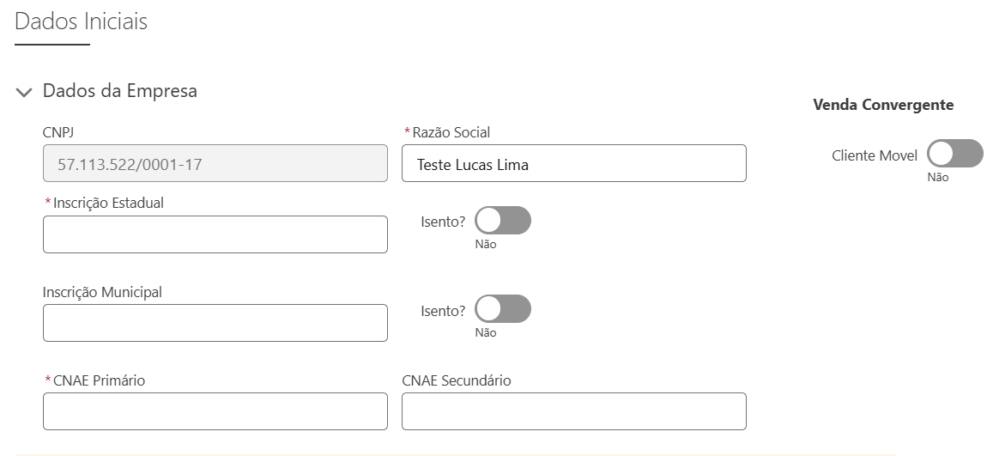 Dados Iniciais
Dados da Empresa
Venda Convergente
CNPJ
* Razão Social
57.113.522/0001-17
Teste Lucas Lima
Cliente Movel
Não
* Inscrição Estadual
Isento?
Não
Inscrição Municipal
Isento?
Não
* CNAE Primário
CNAE Secundário